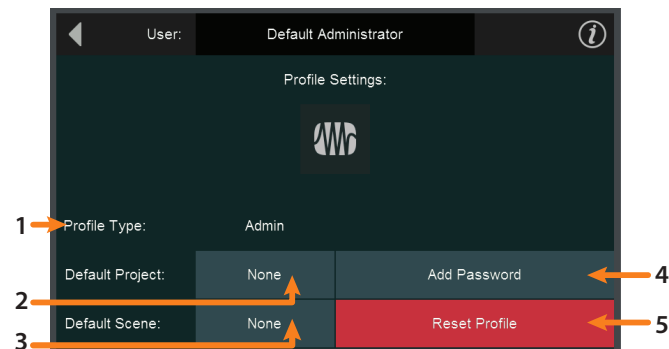 User: Default Administrator i
Profile Settings:
1 Profile Type: Admin
Default Project: None Add Password 4
2
Default Scene: None Reset Profile 5
3